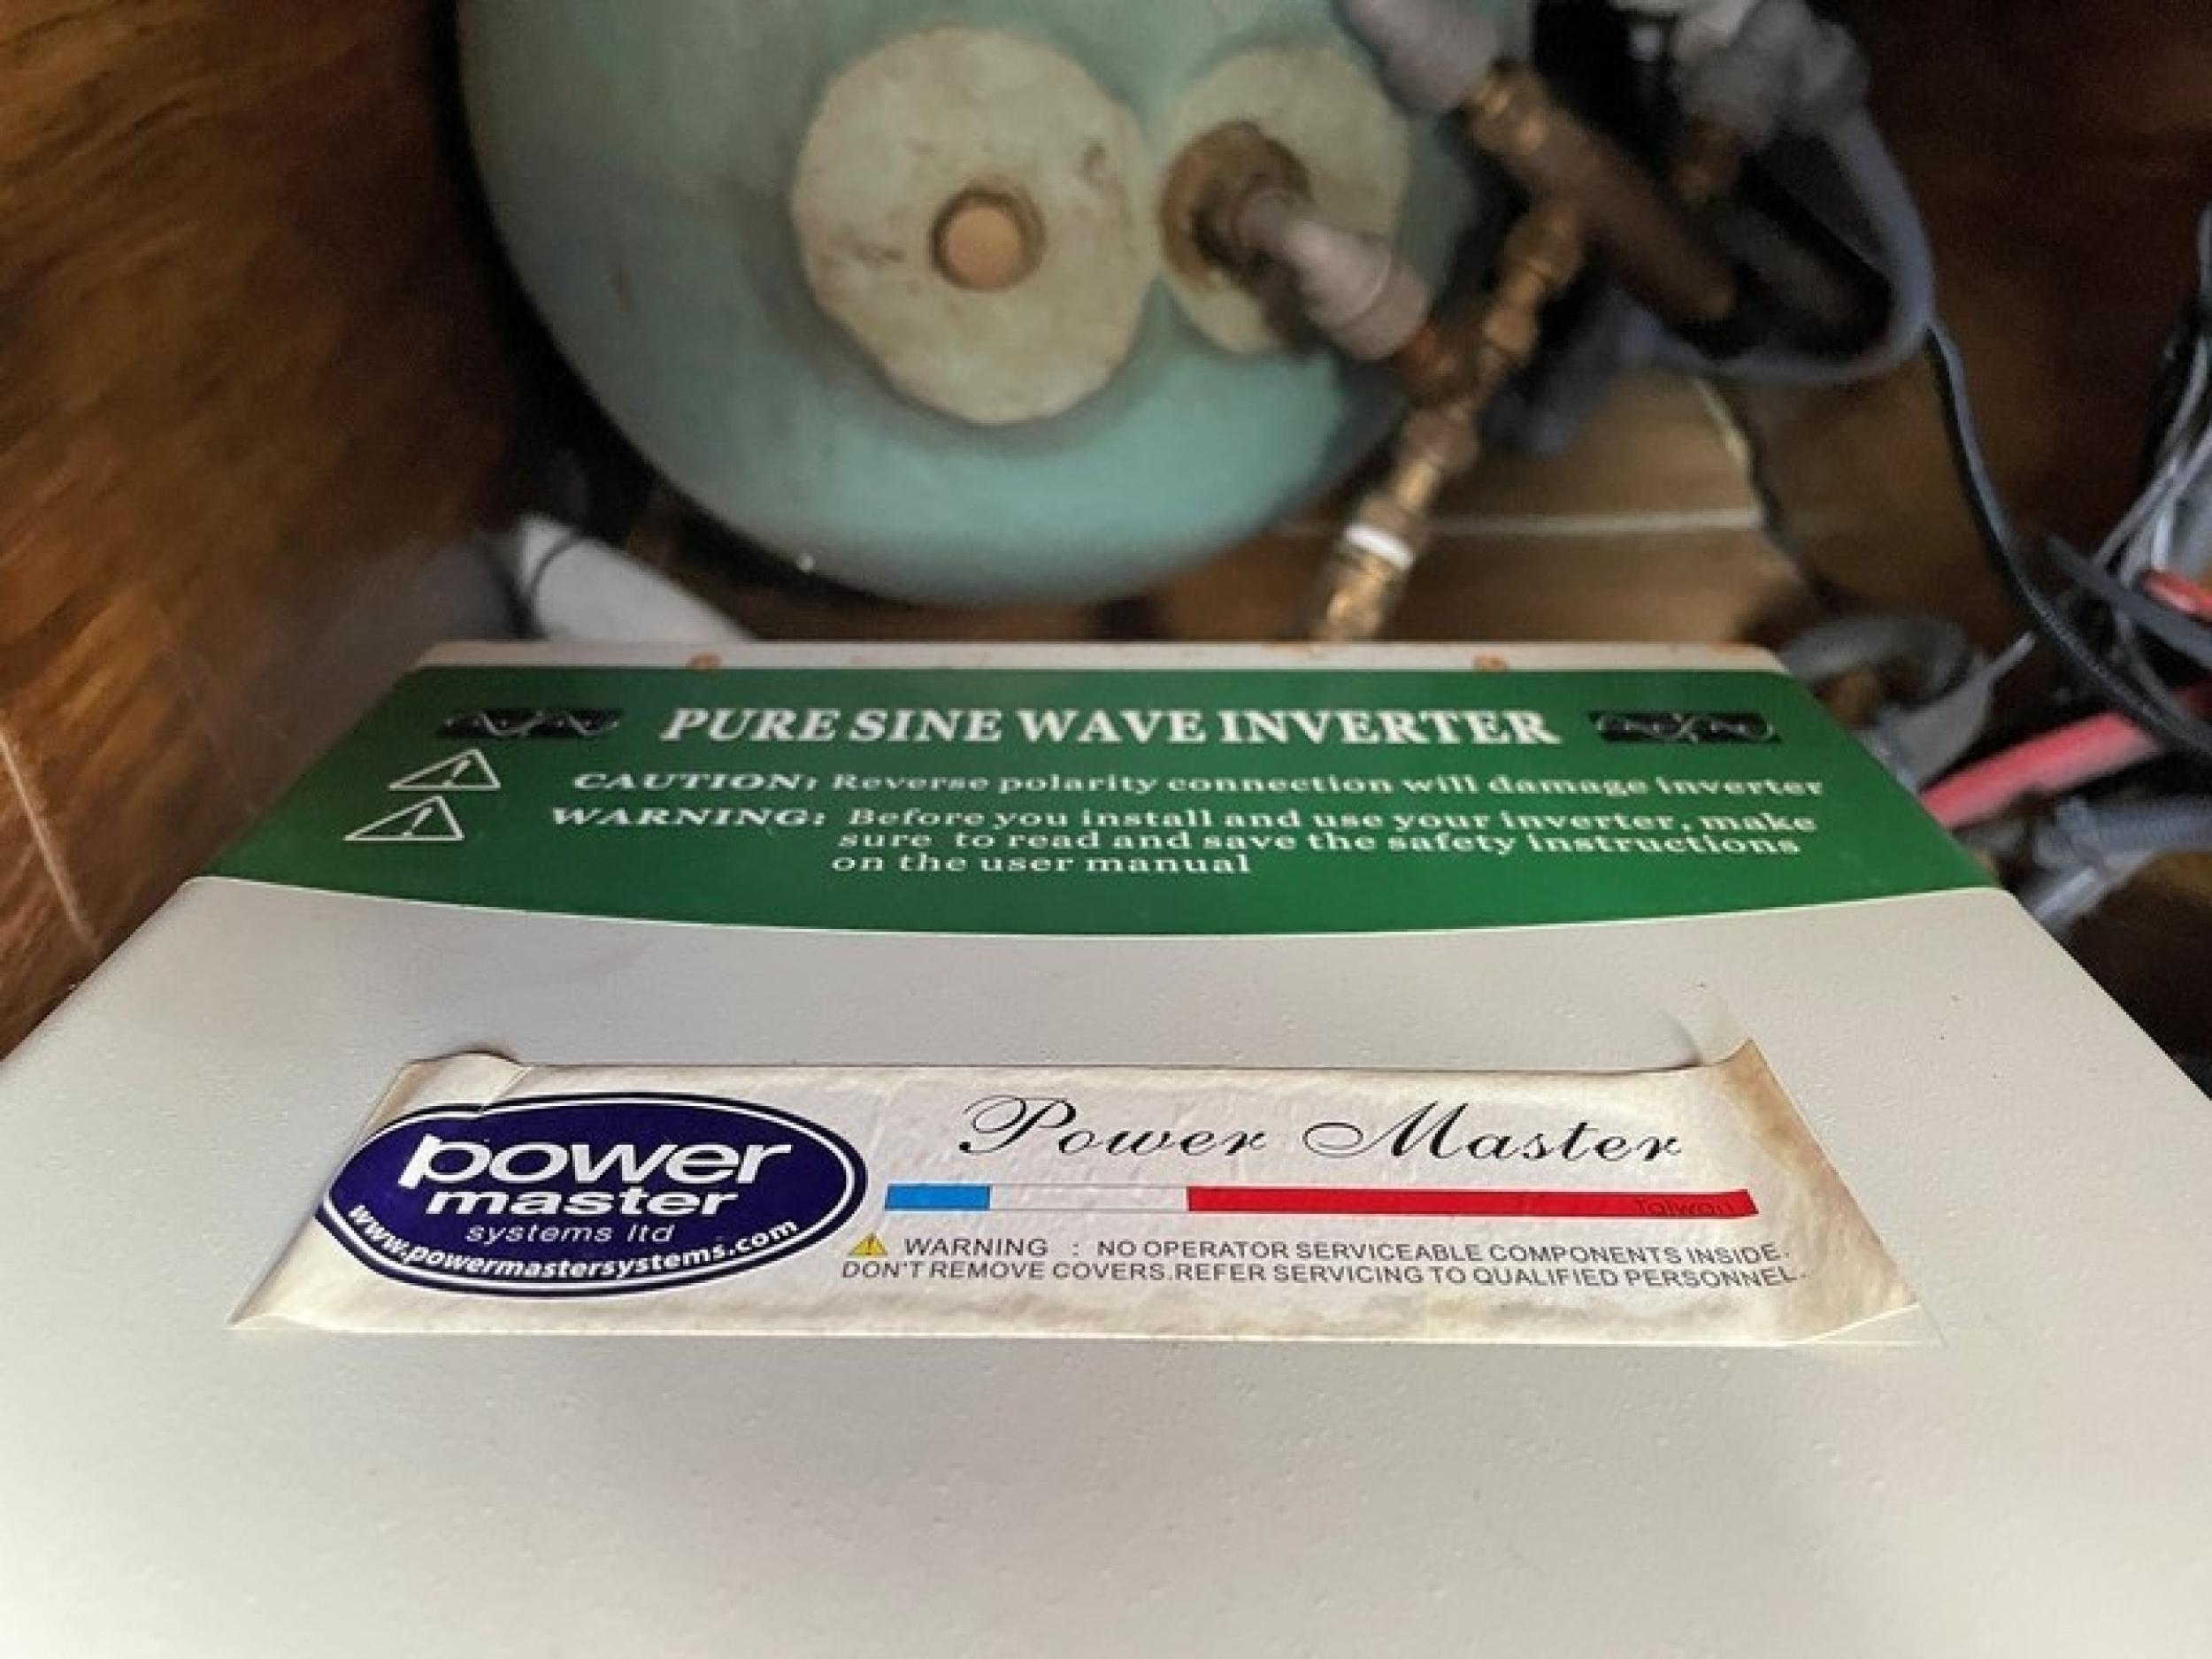 PURE SINE WAVE INVERTER
CAUTION: Reverse polarity connection will damage inverter
WARNING: Before you install and use your inverter, make
sure to read and save the safety instructions
on the user manual
power
master
systems ltd
www.powermastersystems.com
Power Master
Taiwan
WARNING : NO OPERATOR SERVICEABLE COMPONENTS INSIDE.
DON'T REMOVE COVERS.REFER SERVICING TO QUALIFIED PERSONNEL.